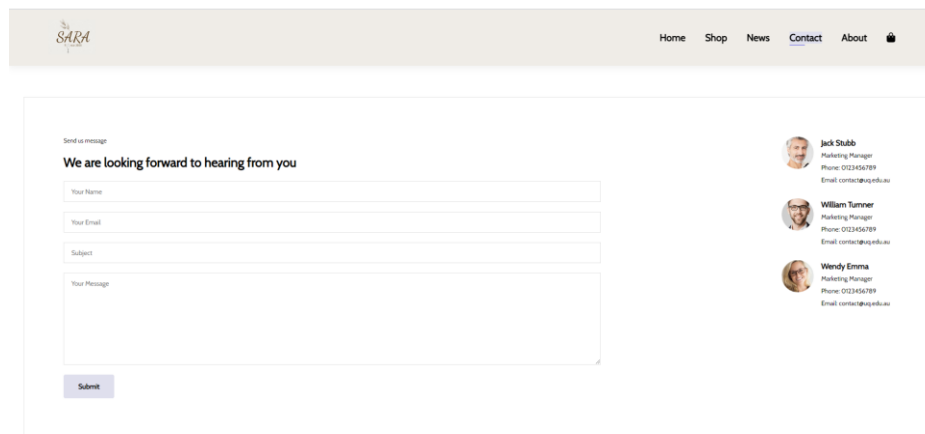 SARA
Home Shop News Contact About
Send us message
We are looking forward to hearing from you
Your Name
Your Email
Subject
Your Message
Submit
Jack Stubb
Marketing Manager
Phone: 0123456789
Email: contact@uq.edu.au
William Turnner
Marketing Manager
Phone: 0123456789
Email: contact@uq.edu.au
Wendy Emma
Marketing Manager
Phone: 0123456789
Email: contact@uq.edu.au